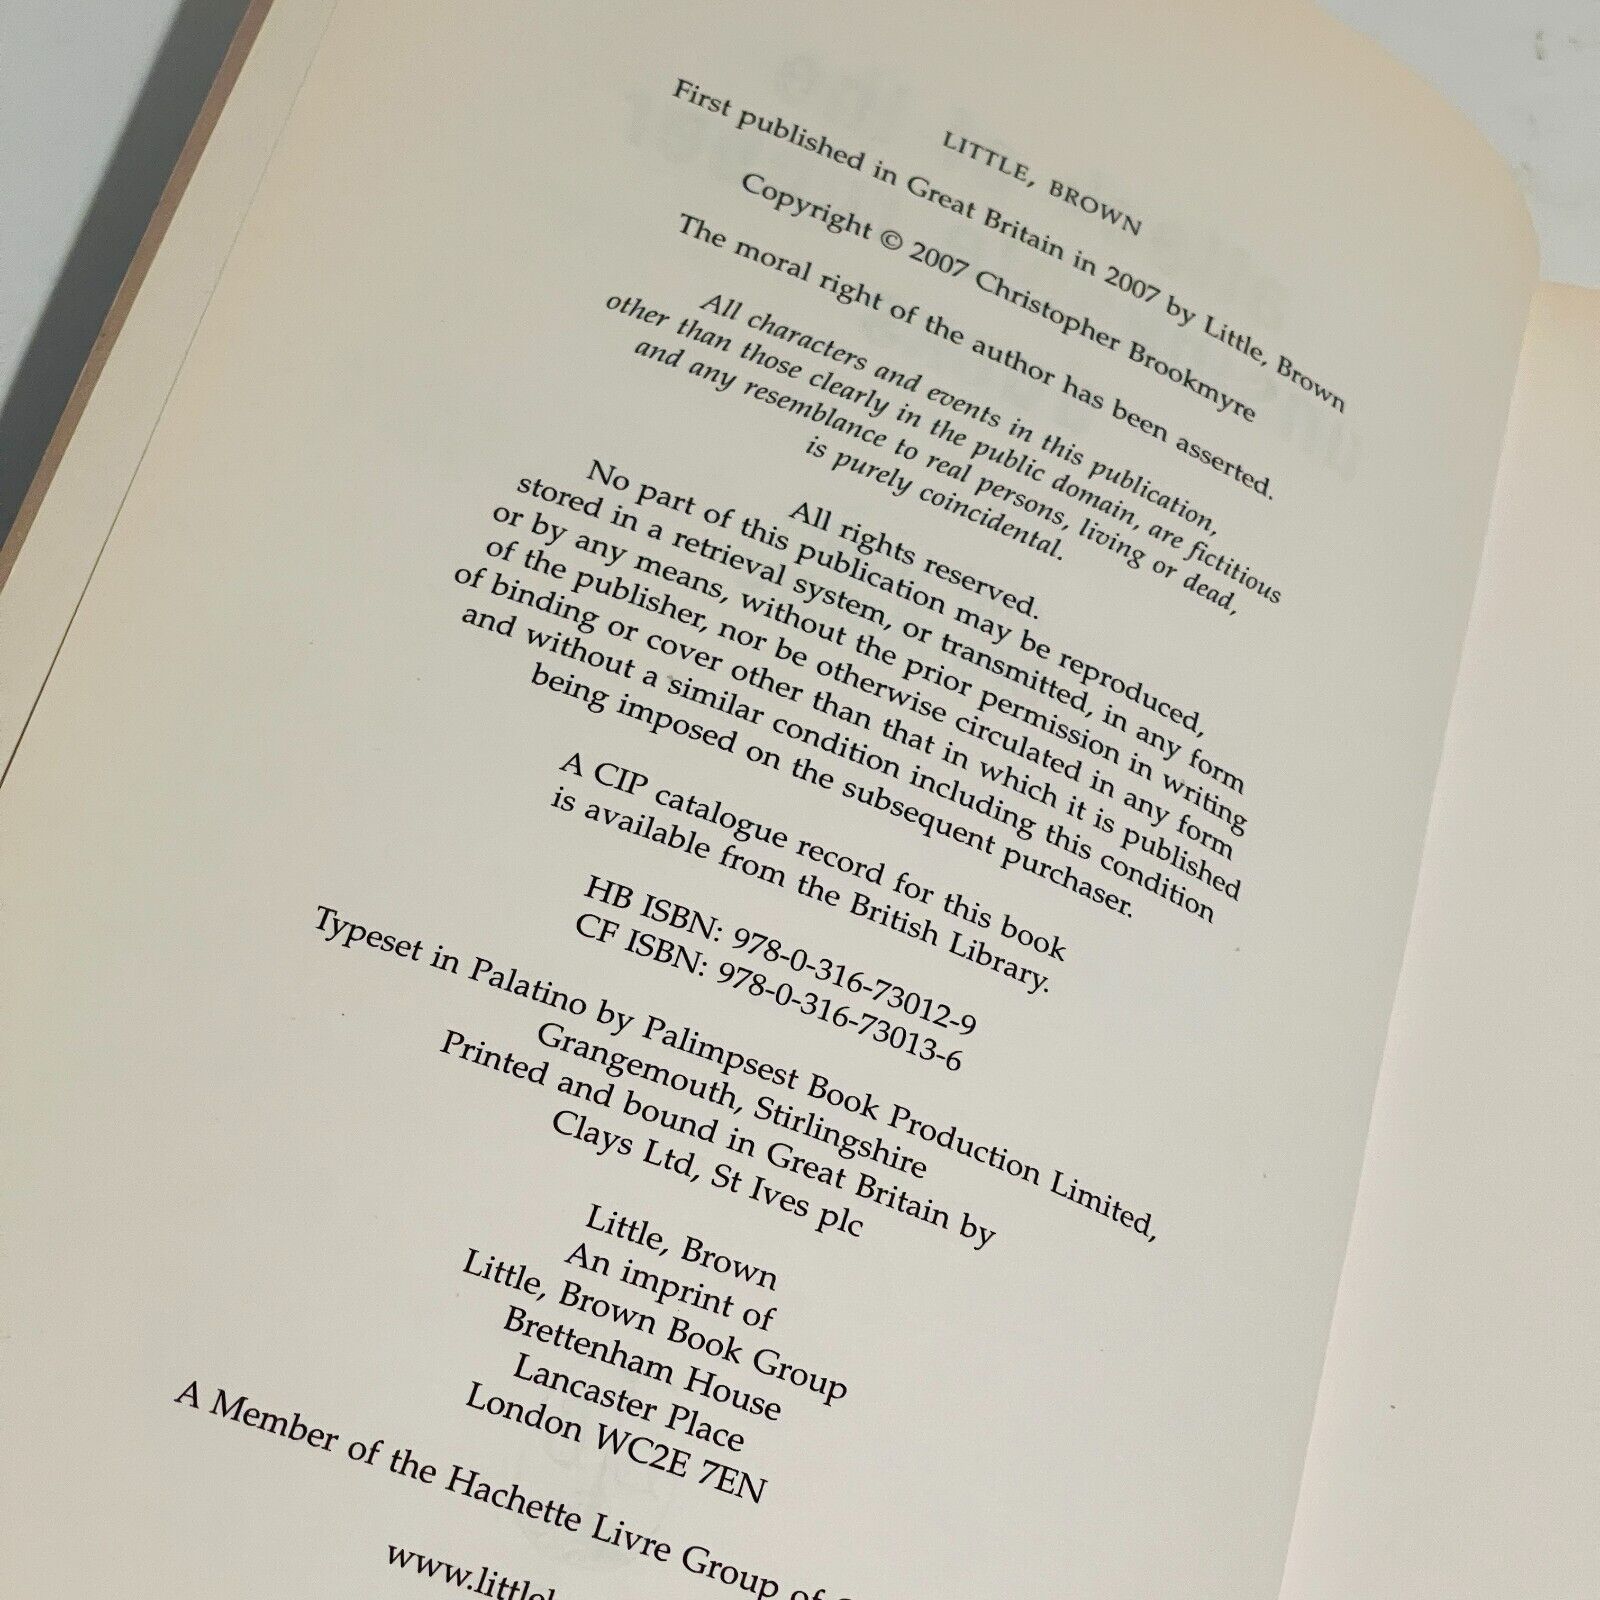 LITTLE, BROWN
First published in Great Britain in 2007 by Little, Brown
Copyright © 2007 Christopher Brookmyre
The moral right of the author has been asserted.
All characters and events in this publication,
other than those clearly in the public domain, are fictitious
and any resemblance to real persons, living or dead,
is purely coincidental.
All rights reserved.
No part of this publication may be reproduced,
stored in a retrieval system, or transmitted, in any form
or by any means, without the prior permission in writing
of the publisher, nor be otherwise circulated in any form
of binding or cover other than that in which it is published
and without a similar condition including this condition
being imposed on the subsequent purchaser.
A CIP catalogue record for this book
is available from the British Library.
HB ISBN: 978-0-316-73012-9
CF ISBN: 978-0-316-73013-6
Typeset in Palatino by Palimpsest Book Production Limited,
Grangemouth, Stirlingshire
Printed and bound in Great Britain by
Clays Ltd, St Ives plc
Little, Brown
An imprint of
Little, Brown Book Group
Brettenham House
Lancaster Place
London WC2E 7EN
A Member of the Hachette Livre Group of
www.littleb